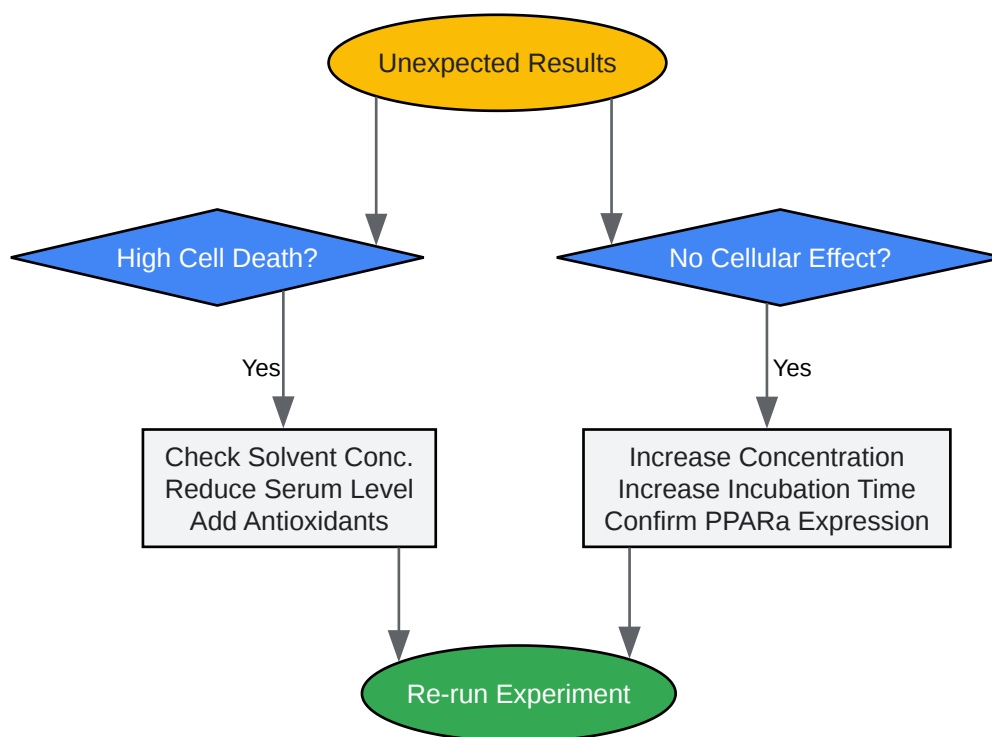 Unexpected Results
High Cell Death?
No Cellular Effect?
Yes
Yes
Check Solvent Conc.
Reduce Serum Level
Add Antioxidants
Increase Concentration
Increase Incubation Time
Confirm PPARa Expression
Re-run Experiment